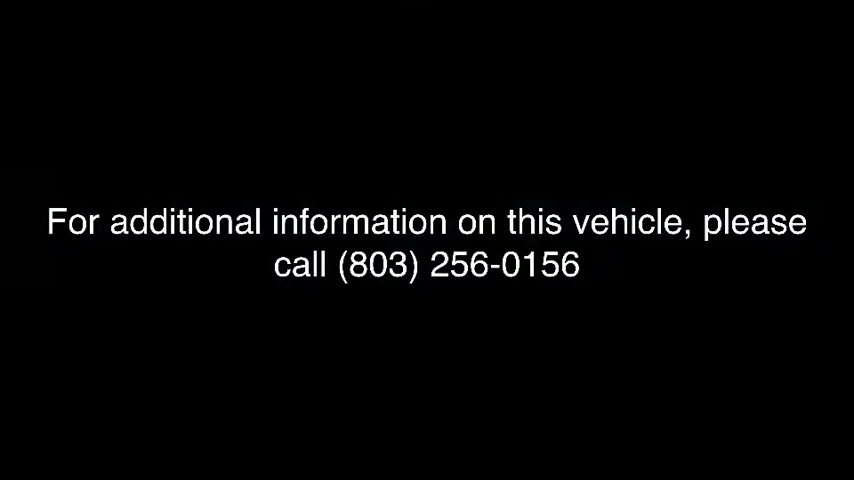 For additional information on this vehicle, please
call (803) 256-0156